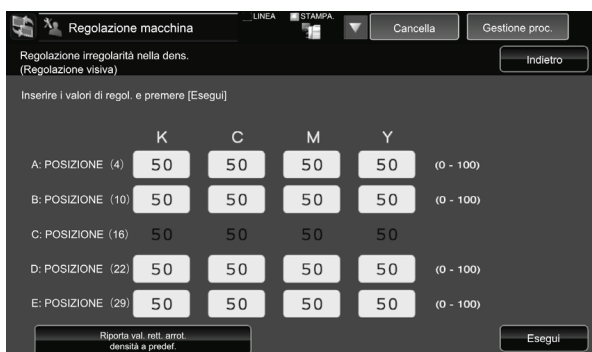 Regolazione macchina
LINEA
STAMPA.
Cancella
Gestione proc.
Regolazione irregolarità nella dens.
(Regolazione visiva)
Indietro
Inserire i valori di regol. e premere [Esegui]
K C M Y
A: POSIZIONE (4) 50 50 50 50 (0 - 100)
B: POSIZIONE (10) 50 50 50 50 (0 - 100)
C: POSIZIONE (16) 50 50 50 50
D: POSIZIONE (22) 50 50 50 50 (0 - 100)
E: POSIZIONE (29) 50 50 50 50 (0 - 100)
Riporta val. rett. arrot.
densità a predef.
Esegui